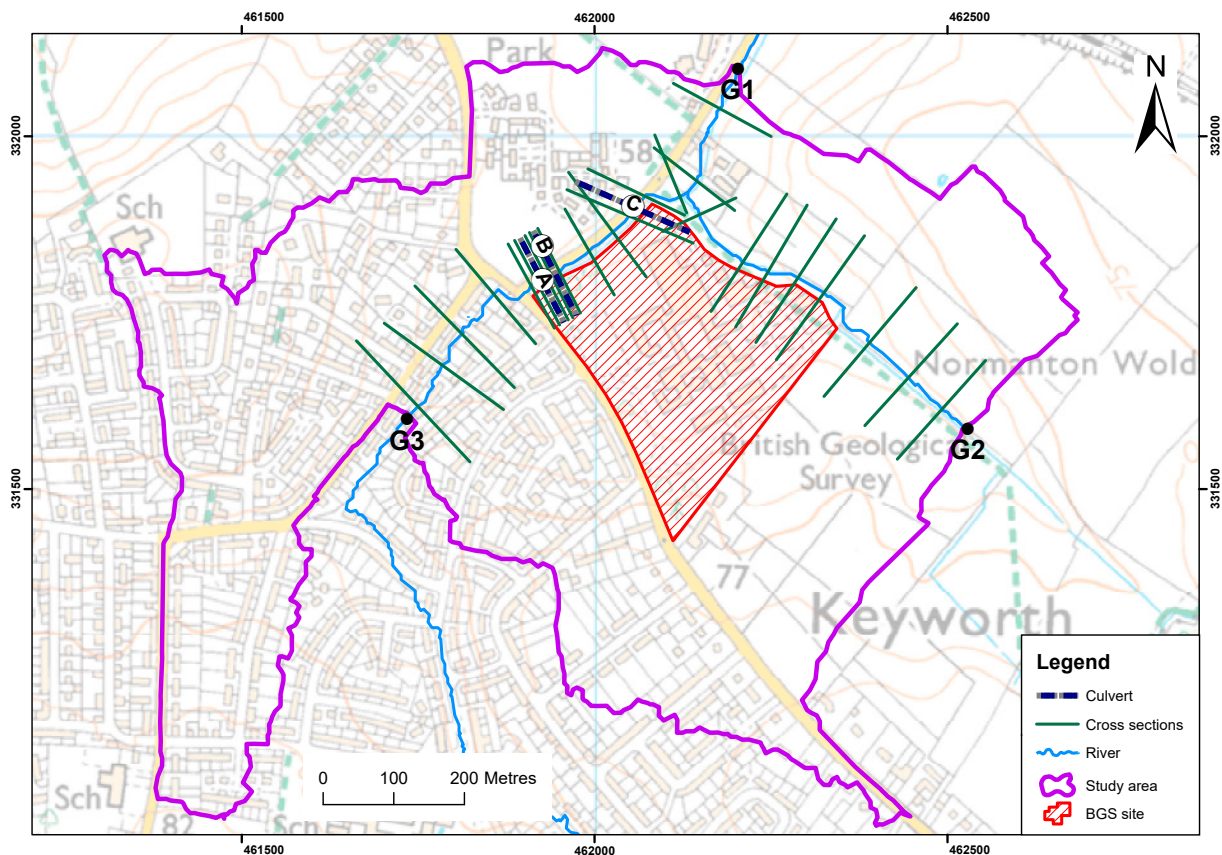 461500
462000
462500
Park
N
G1
332000
332000
58
Sch
C
B
A
Normanton Wold
G3
G2
British Geological
Survey
331500
331500
77
Keyworth
Legend
Culvert
Cross sections
River
Study area
BGS site
0 100 200 Metres
Sch
82
Sch
461500
462000
462500